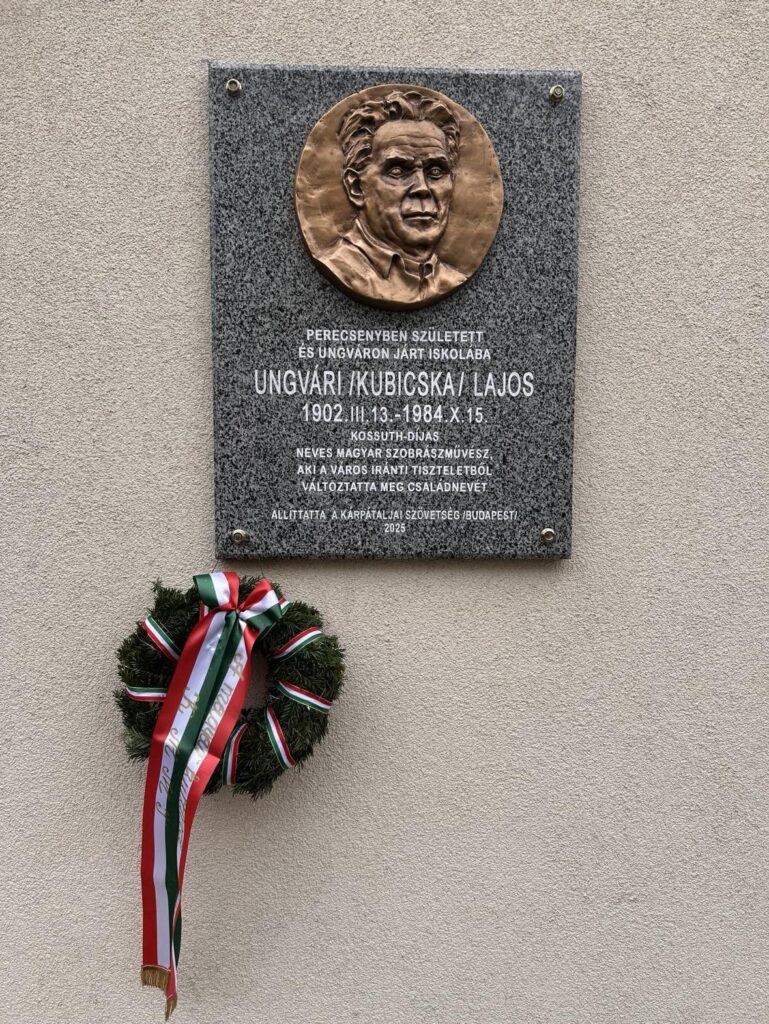 PERECSENYBEN SZÜLETETT
ÉS UNGVÁRON JÁRT ISKOLÁBA
UNGVÁRI /KUBICSKA/ LAJOS
1902.III.13.-1984.X.15.
KOSSUTH-DÍJAS
NEVES MAGYAR SZOBRÁSZMŰVÉSZ,
AKI A VÁROS IRÁNTI TISZTELETBŐL
VÁLTOZTATTA MEG CSALÁDNEVÉT
ÁLLÍTTATTA A KÁRPÁTALJAI SZÖVETSÉG /BUDAPEST/
2025